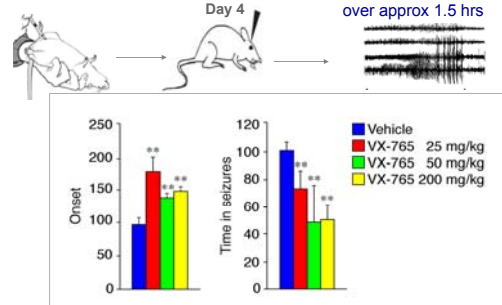 Day 4
over approx 1.5 hrs
250
200
150
100
50
0
Onset
**
**
**
120
100
80
60
40
20
0
Time in seizures
**
**
**
Vehicle
VX-765 25 mg/kg
VX-765 50 mg/kg
VX-765 200 mg/kg